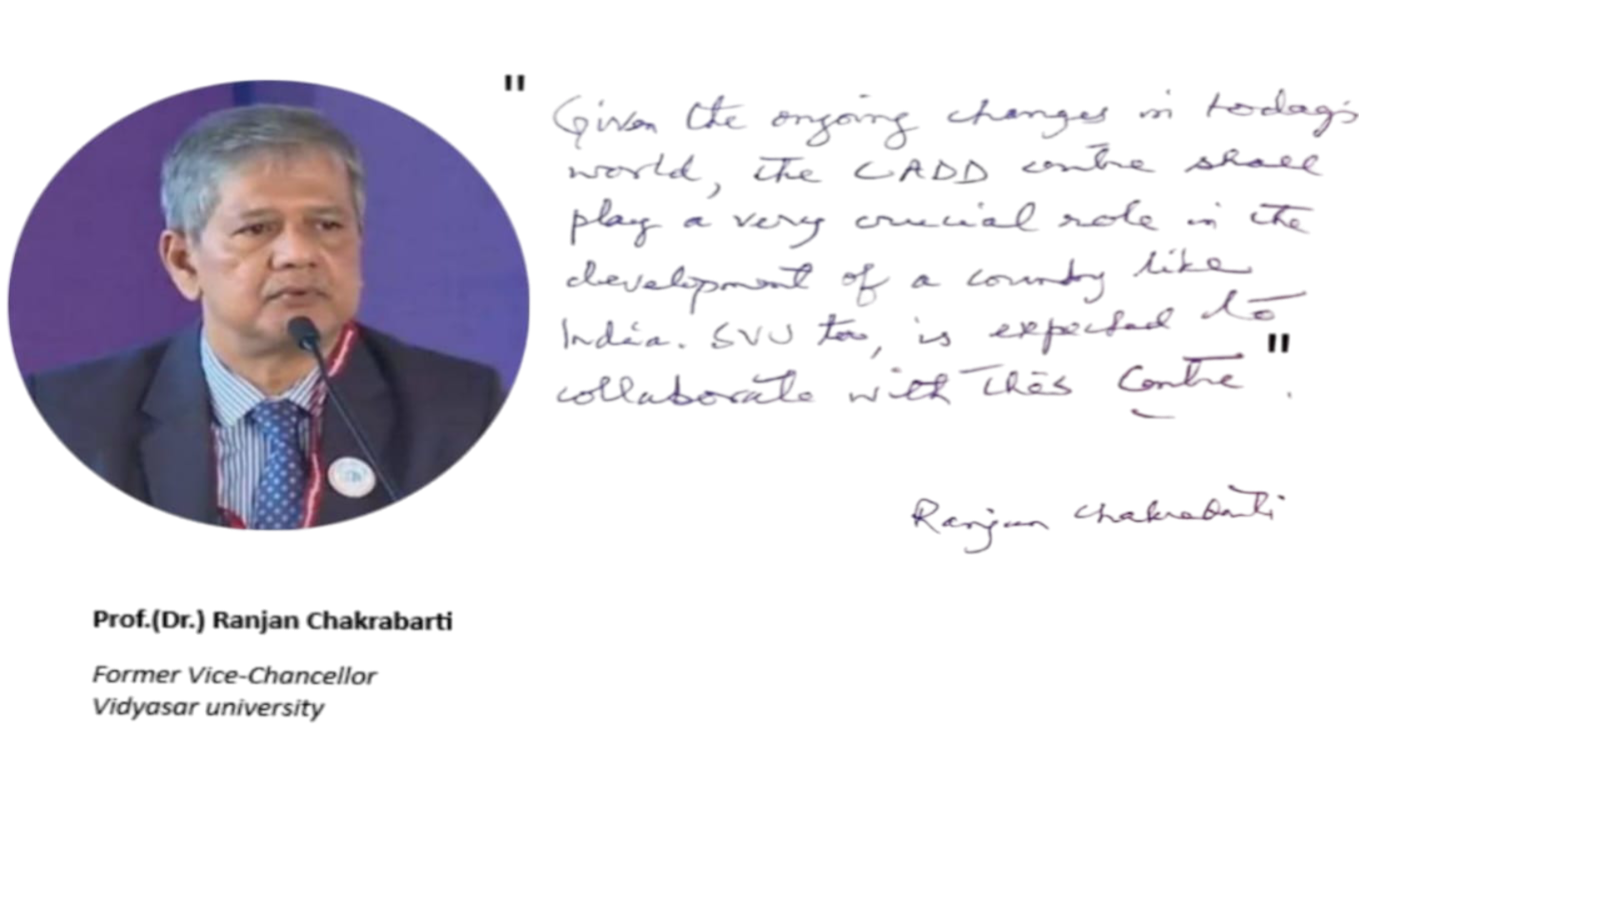 "Given the ongoing changes in today's
world, the CADD centre shall
play a very crucial role in the
development of a country like
India. SVU too, is expected to
collaborate with this Centre".
Ranjan Chakrabarti
Prof.(Dr.) Ranjan Chakrabarti
Former Vice-Chancellor
Vidyasar university